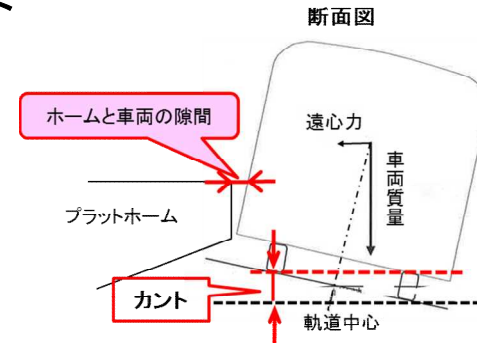 断面図
ホームと車両の隙間
遠心力
車両質量
プラットホーム
カント
軌道中心